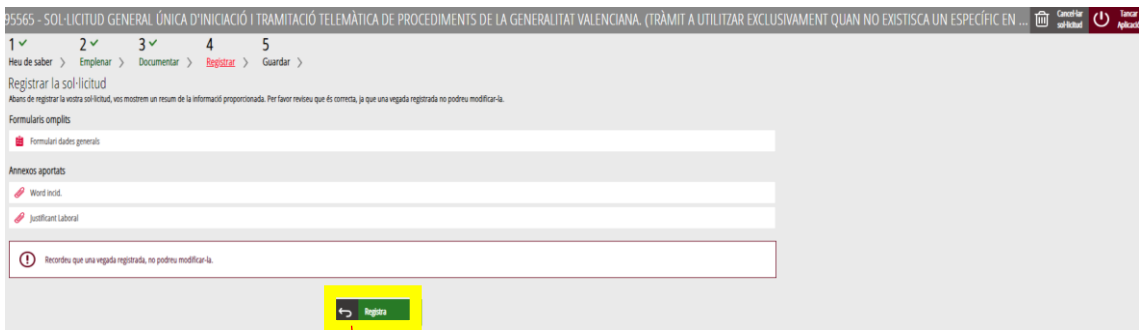 95565 - SOL·LICITUD GENERAL ÚNICA D'INICIACIÓ I TRAMITACIÓ TELEMÀTICA DE PROCEDIMENTS DE LA GENERALITAT VALENCIANA. (TRÀMIT A UTILITZAR EXCLUSIVAMENT QUAN NO EXISTISCA UN ESPECÍFIC EN ...
Cancel·lar sol·licitud
Tancar Aplicació
1 2 3 4 5
Heu de saber > Emplenar > Documentar > Registrar > Guardar >
Registrar la sol·licitud
Abans de registrar la vostra sol·licitud, vos mostrem un resum de la informació proporcionada. Per favor reviseu que és correcta, ja que una vegada registrada no podreu modificar-la.
Formularis omplits
Formulari dades generals
Annexos aportats
Word incid.
Justificant Laboral
Recordeu que una vegada registrada, no podreu modificar-la.
Registra